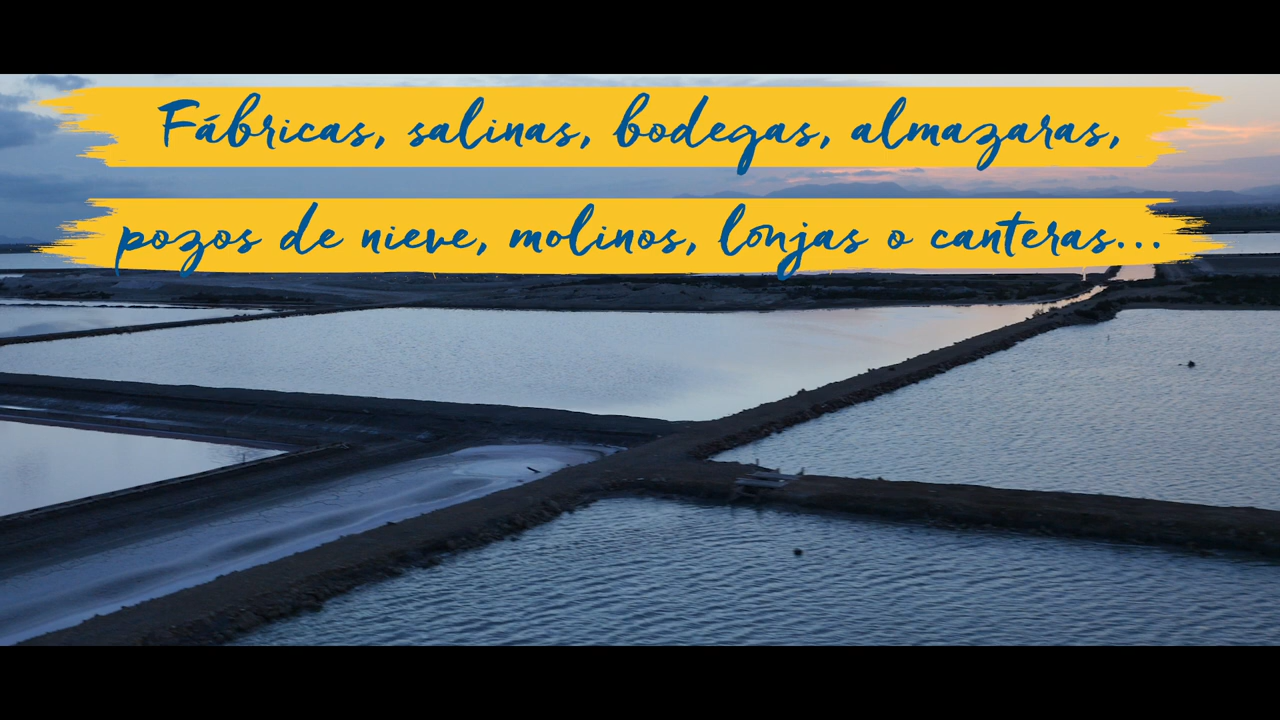 Fábricas, salinas, bodegas, almazaras,
pozos de nieve, molinos, lonjas o canteras...